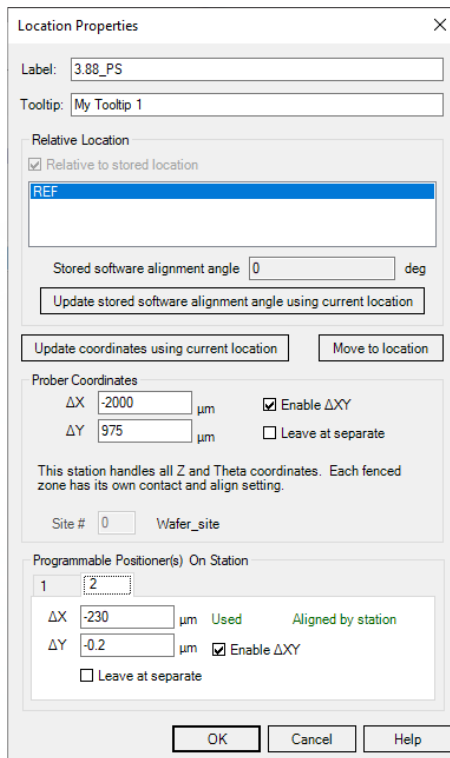 Location Properties
Label: 3.88_PS
Tooltip: My Tooltip 1
Relative Location
Relative to stored location
REF
Stored software alignment angle 0 deg
Update stored software alignment angle using current location
Update coordinates using current location Move to location
Prober Coordinates
ΔX -2000 µm Enable ΔXY
ΔY 975 µm Leave at separate
This station handles all Z and Theta coordinates. Each fenced
zone has its own contact and align setting.
Site # 0 Wafer_site
Programmable Positioner(s) On Station
1 2
ΔX -230 µm Used Aligned by station
ΔY -0.2 µm Enable ΔXY
Leave at separate
OK Cancel Help